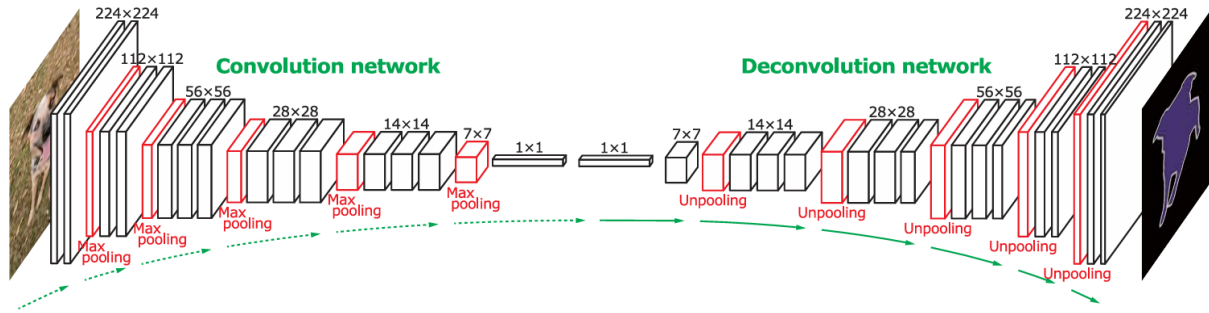 224×224
112×112
56×56
28×28
14×14
7×7
1×1
1×1
7×7
14×14
28×28
56×56
112×112
224×224
Convolution network
Deconvolution network
Max
pooling
Max
pooling
Max
pooling
Max
pooling
Max
pooling
Unpooling
Unpooling
Unpooling
Unpooling
Unpooling